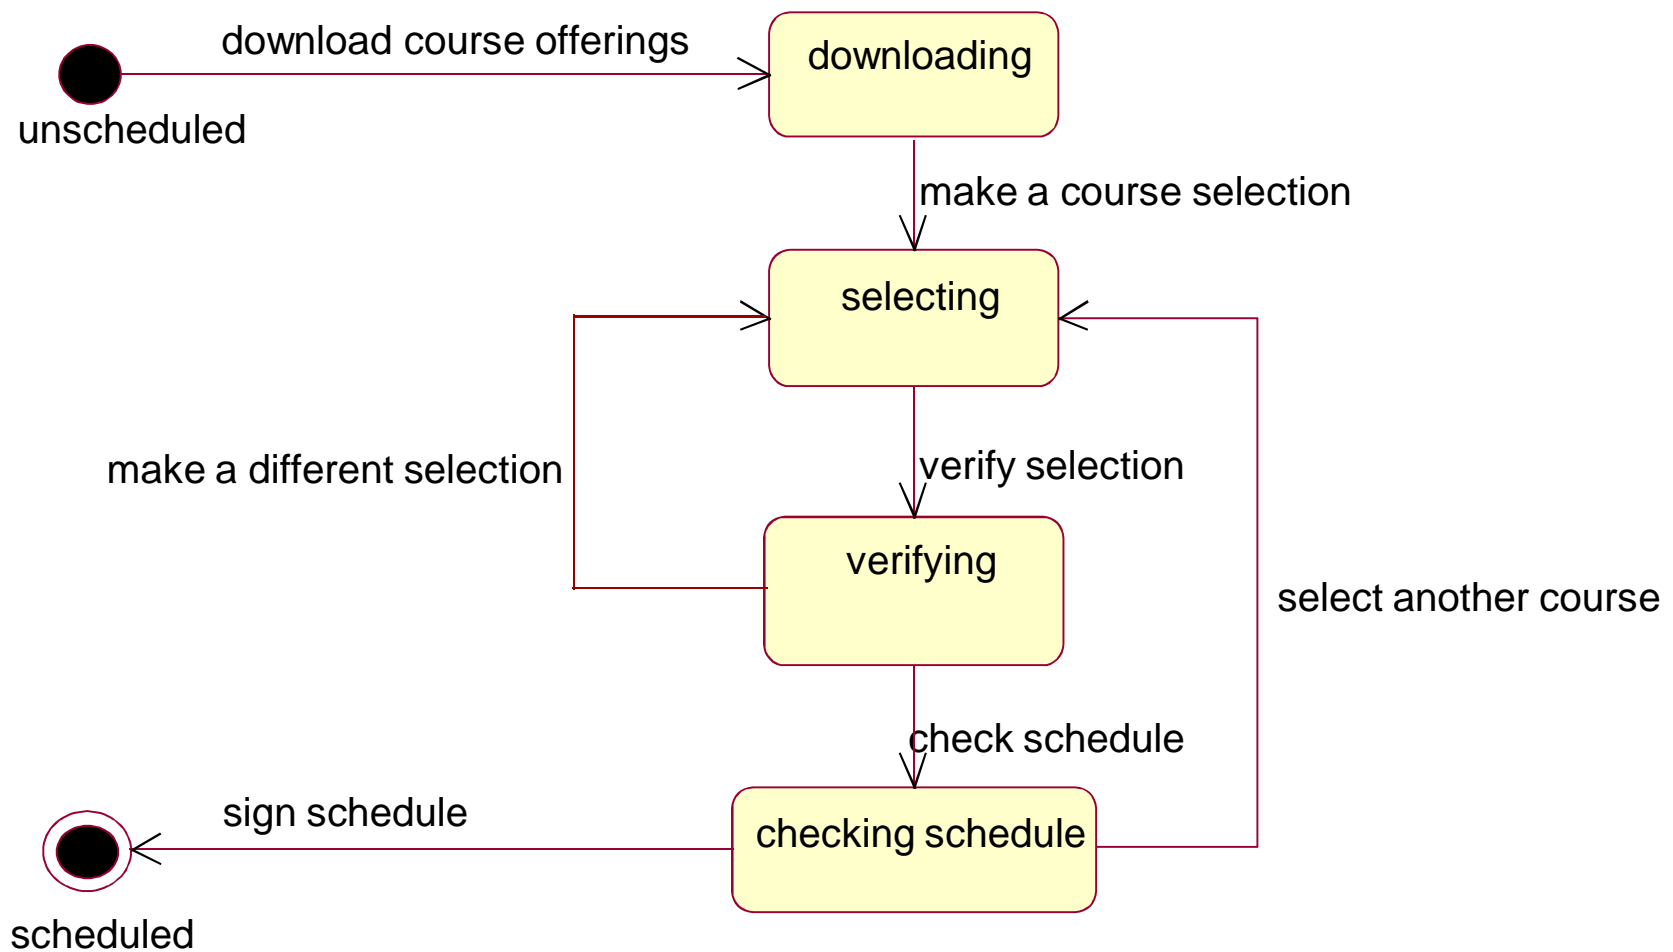 download course offerings
downloading
unscheduled
make a course selection
selecting
make a different selection
verify selection
verifying
select another course
check schedule
sign schedule
checking schedule
scheduled